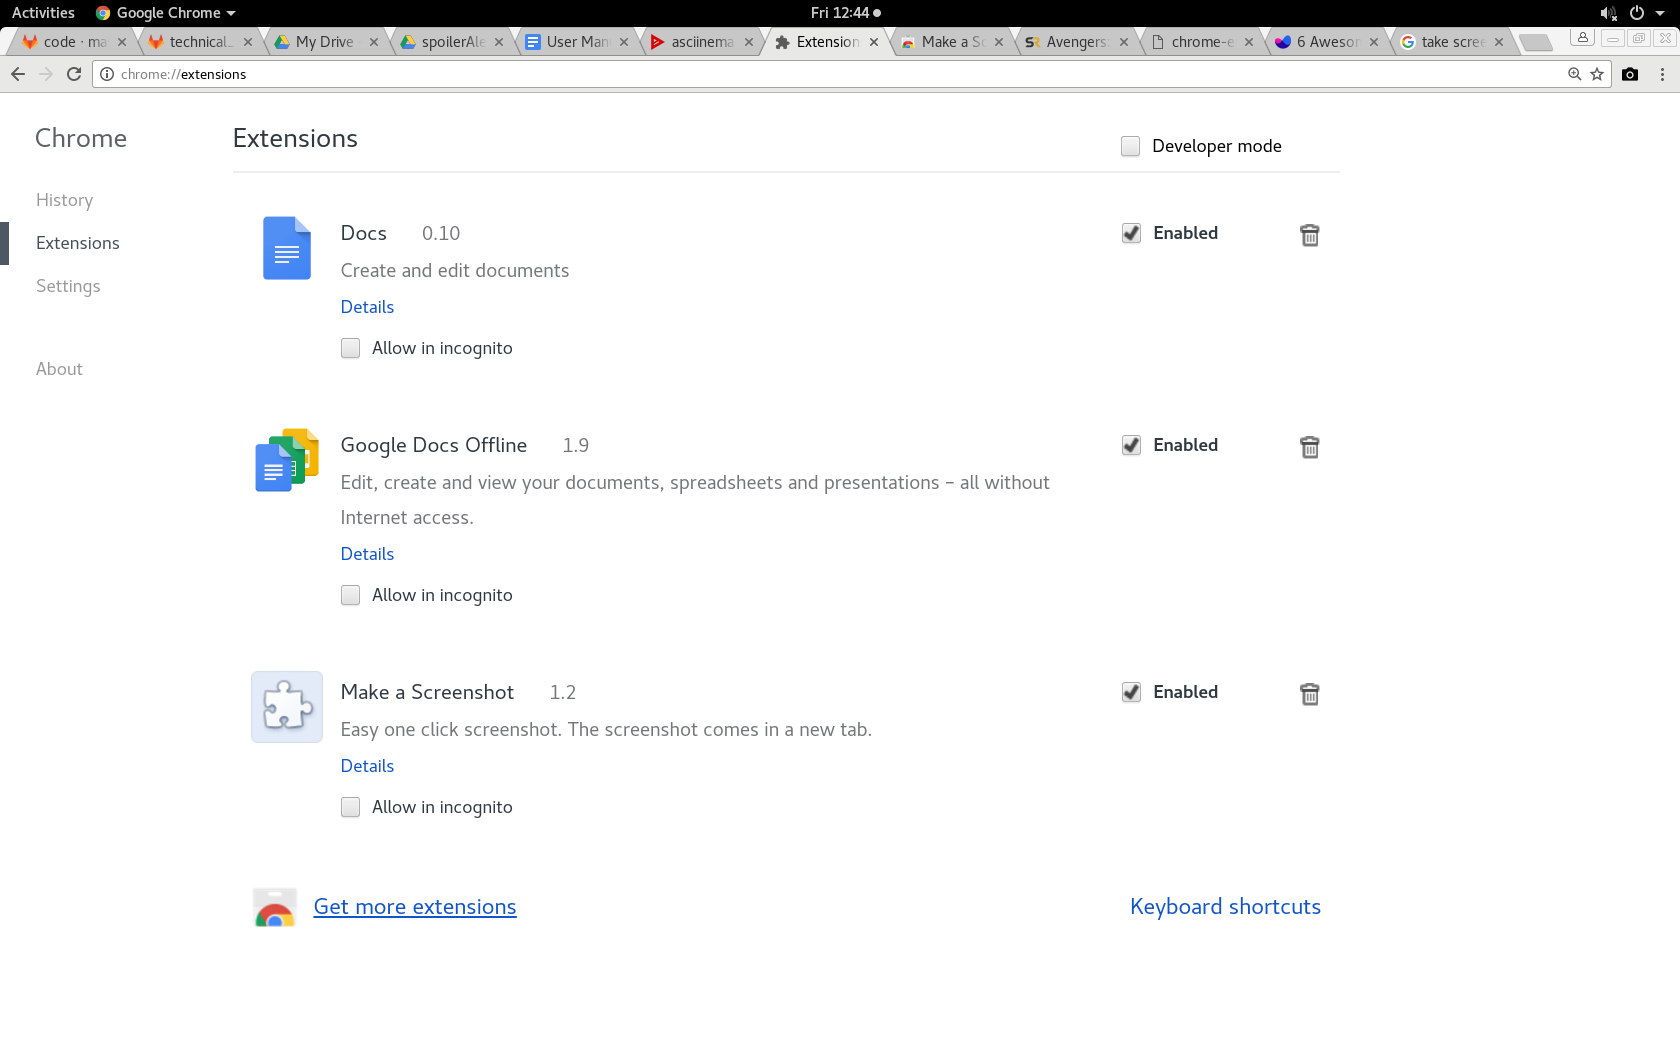 Activities Google Chrome Fri 12:44
code · ma technical_ My Drive spoilerAle User Man asciinema Extension Make a Sc Avengers: chrome-e 6 Awesom take scree
chrome://extensions
Chrome
Extensions
Developer mode
History
Extensions
Settings
About
Docs 0.10
Enabled
Create and edit documents
Details
Allow in incognito
Google Docs Offline 1.9
Enabled
Edit, create and view your documents, spreadsheets and presentations – all without
Internet access.
Details
Allow in incognito
Make a Screenshot 1.2
Enabled
Easy one click screenshot. The screenshot comes in a new tab.
Details
Allow in incognito
Get more extensions
Keyboard shortcuts